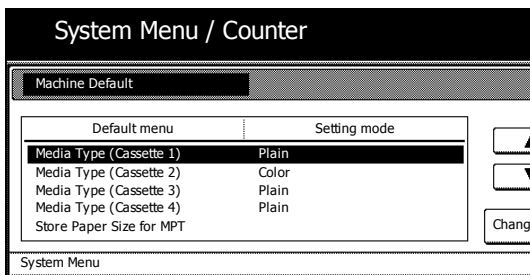 System Menu / Counter
Machine Default
Default menu Setting mode
Media Type (Cassette 1) Plain
Media Type (Cassette 2) Color
Media Type (Cassette 3) Plain
Media Type (Cassette 4) Plain
Store Paper Size for MPT
Chang
System Menu